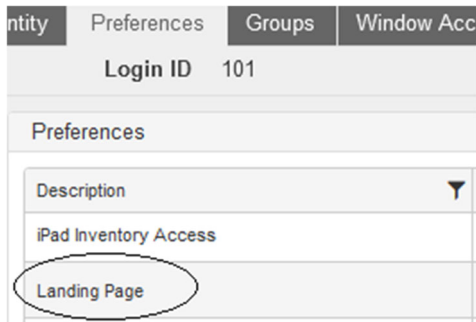 ntity Preferences Groups Window Acc
Login ID 101
Preferences
Description
iPad Inventory Access
Landing Page